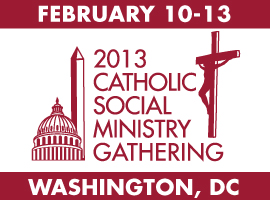 FEBRUARY 10-13
2013
CATHOLIC
SOCIAL
MINISTRY
GATHERING
WASHINGTON, DC